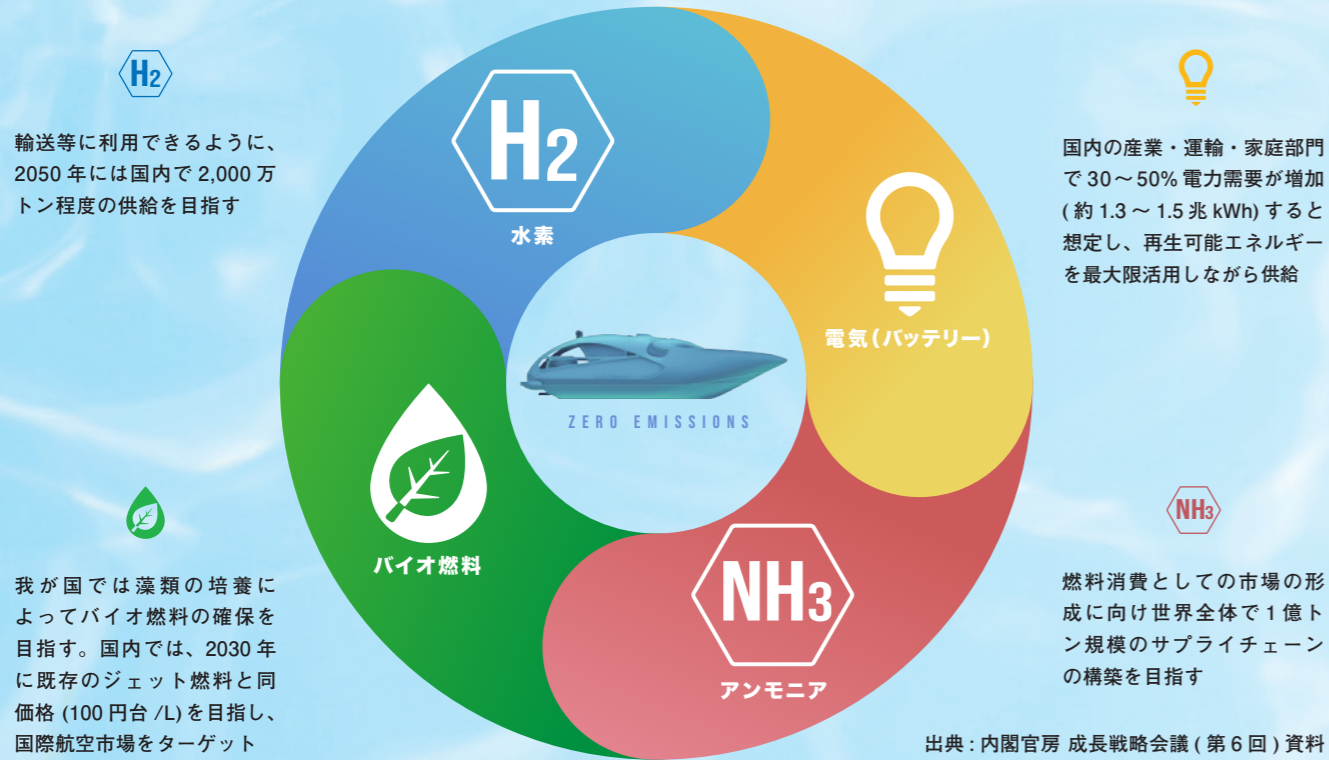 H2
輸送等に利用できるように、
2050 年には国内で 2,000 万
トン程度の供給を目指す
H2
水素
国内の産業・運輸・家庭部門
で 30～50% 電力需要が増加
( 約 1.3 ～ 1.5 兆 kWh) すると
想定し、再生可能エネルギー
を最大限活用しながら供給
電気(バッテリー)
ZERO EMISSIONS
バイオ燃料
我が国では藻類の培養に
よってバイオ燃料の確保を
目指す。国内では、2030 年
に既存のジェット燃料と同
価格 (100 円台 /L) を目指し、
国際航空市場をターゲット
NH3
アンモニア
NH3
燃料消費としての市場の形
成に向け世界全体で 1 億ト
ン規模のサプライチェーン
の構築を目指す
出典 : 内閣官房 成長戦略会議 ( 第 6 回 ) 資料